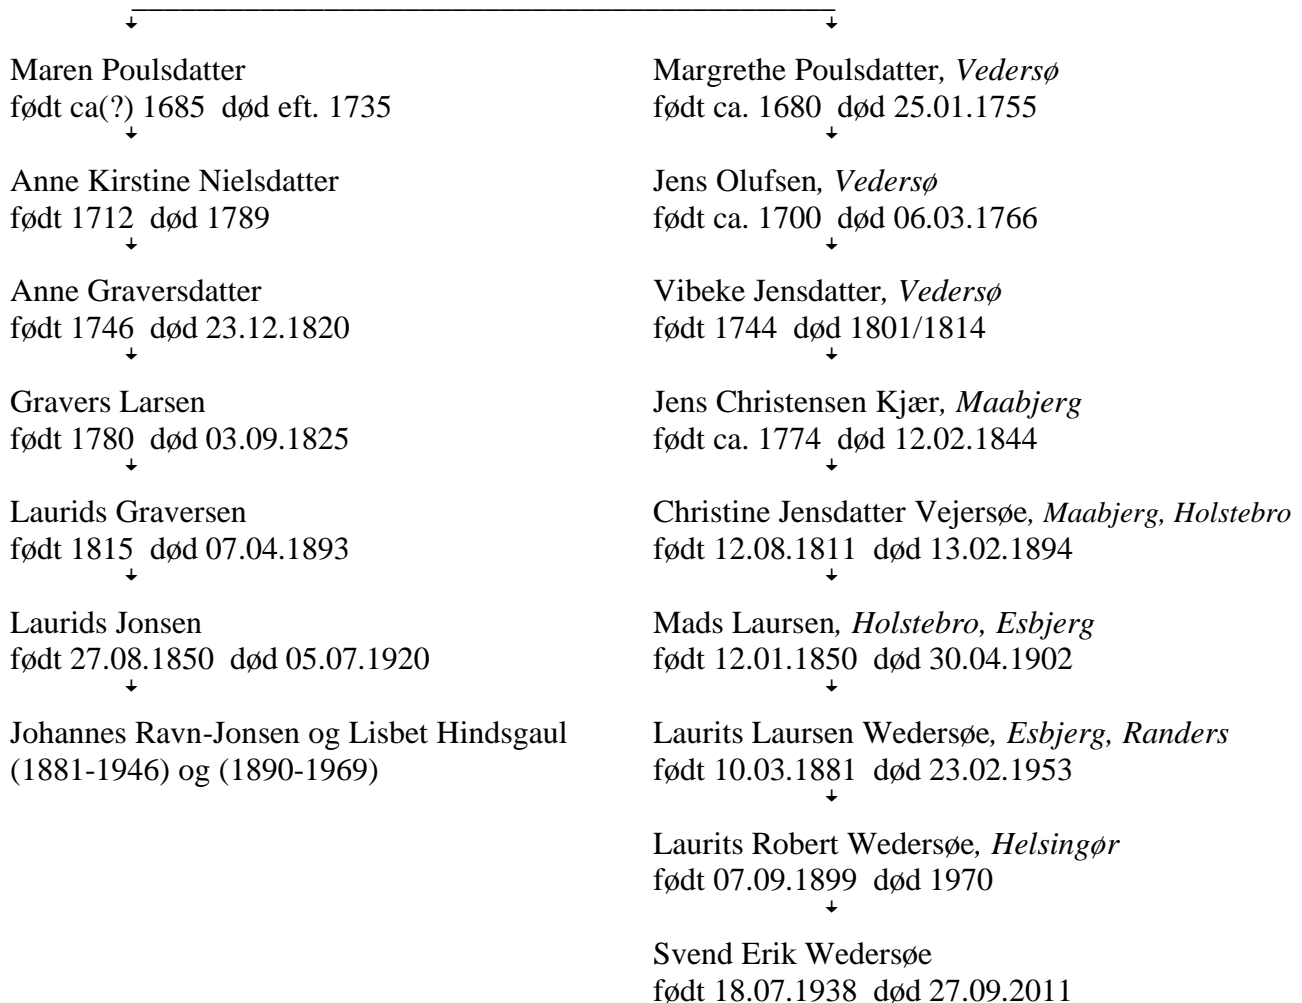 Maren Poulsdatter
født ca(?) 1685 død eft. 1735
Anne Kirstine Nielsdatter
født 1712 død 1789
Anne Graversdatter
født 1746 død 23.12.1820
Gravers Larsen
født 1780 død 03.09.1825
Laurids Graversen
født 1815 død 07.04.1893
Laurids Jonsen
født 27.08.1850 død 05.07.1920
Johannes Ravn-Jonsen og Lisbet Hindsgaul
(1881-1946) og (1890-1969)
Margrethe Poulsdatter, Vedersø
født ca. 1680 død 25.01.1755
Jens Olufsen, Vedersø
født ca. 1700 død 06.03.1766
Vibeke Jensdatter, Vedersø
født 1744 død 1801/1814
Jens Christensen Kjær, Maabjerg
født ca. 1774 død 12.02.1844
Christine Jensdatter Vejersøe, Maabjerg, Holstebro
født 12.08.1811 død 13.02.1894
Mads Laursen, Holstebro, Esbjerg
født 12.01.1850 død 30.04.1902
Laurits Laursen Wedersøe, Esbjerg, Randers
født 10.03.1881 død 23.02.1953
Laurits Robert Wedersøe, Helsingør
født 07.09.1899 død 1970
Svend Erik Wedersøe
født 18.07.1938 død 27.09.2011